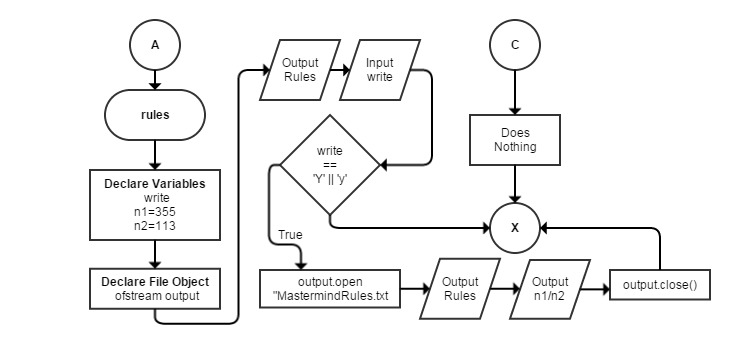 A
rules
Declare Variables
write
n1=355
n2=113
Declare File Object
ofstream output
Output
Rules
Input
write
write
==
'Y' || 'y'
True
output.open
"MastermindRules.txt
Output
Rules
Output
n1/n2
output.close()
C
Does
Nothing
X